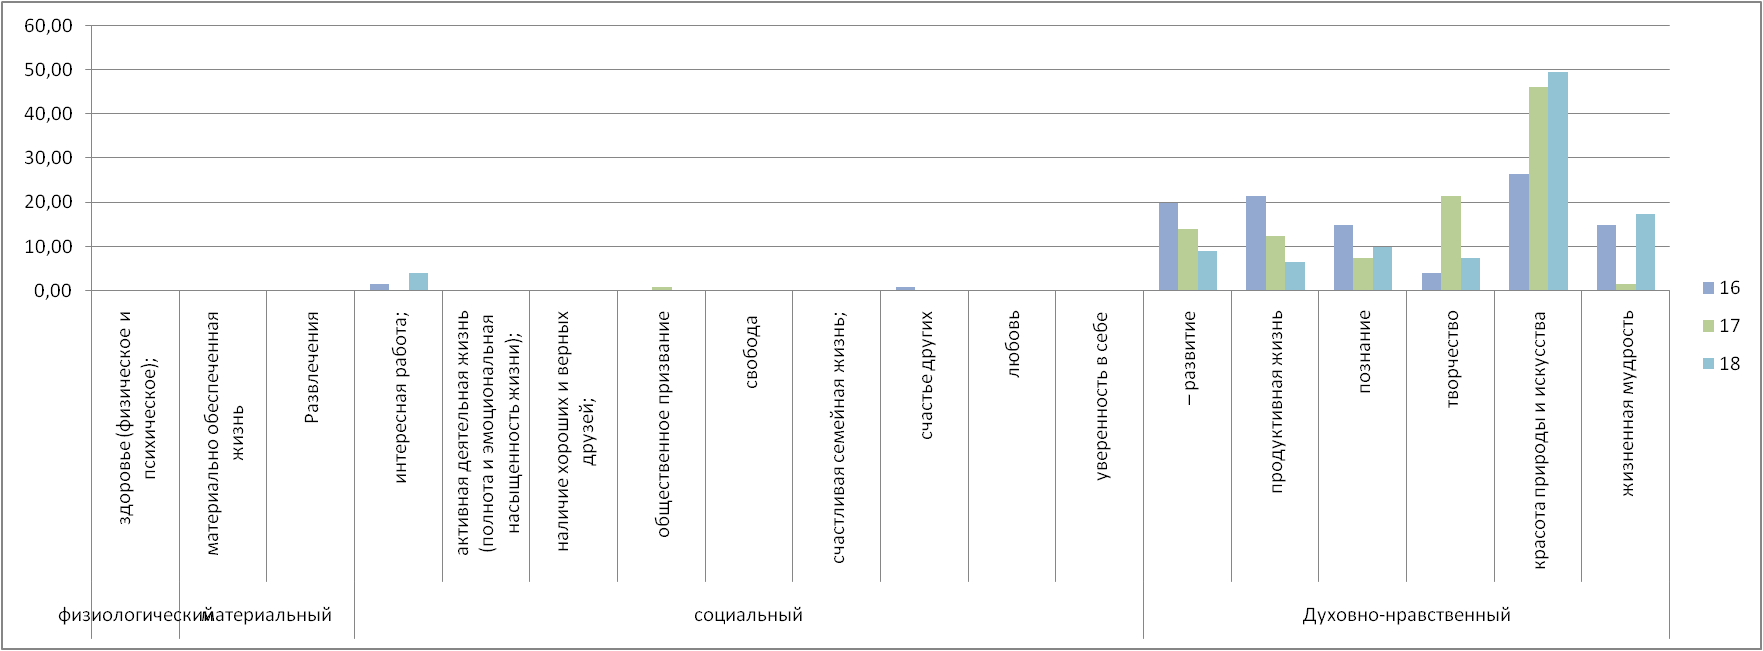 60,00
50,00
40,00
30,00
20,00
10,00
0,00
здоровье (физическое и
психическое);
материально обеспеченная
жизнь
Развлечения
интересная работа;
активная деятельная жизнь
(полнота и эмоциональная
насыщенность жизни);
наличие хороших и верных
друзей;
общественное призвание
свобода
счастливая семейная жизнь;
счастье других
любовь
уверенность в себе
– развитие
продуктивная жизнь
познание
творчество
красота природы и искусства
жизненная мудрость
физиологический
материальный
социальный
Духовно-нравственный
16
17
18